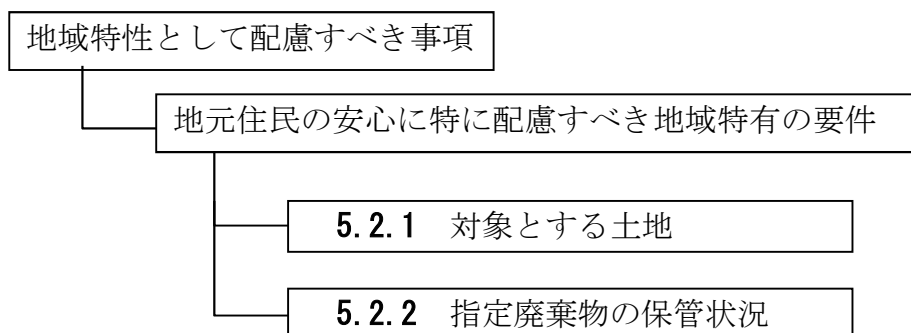 地域特性として配慮すべき事項
地元住民の安心に特に配慮すべき地域特有の要件
5.2.1 対象とする土地
5.2.2 指定廃棄物の保管状況